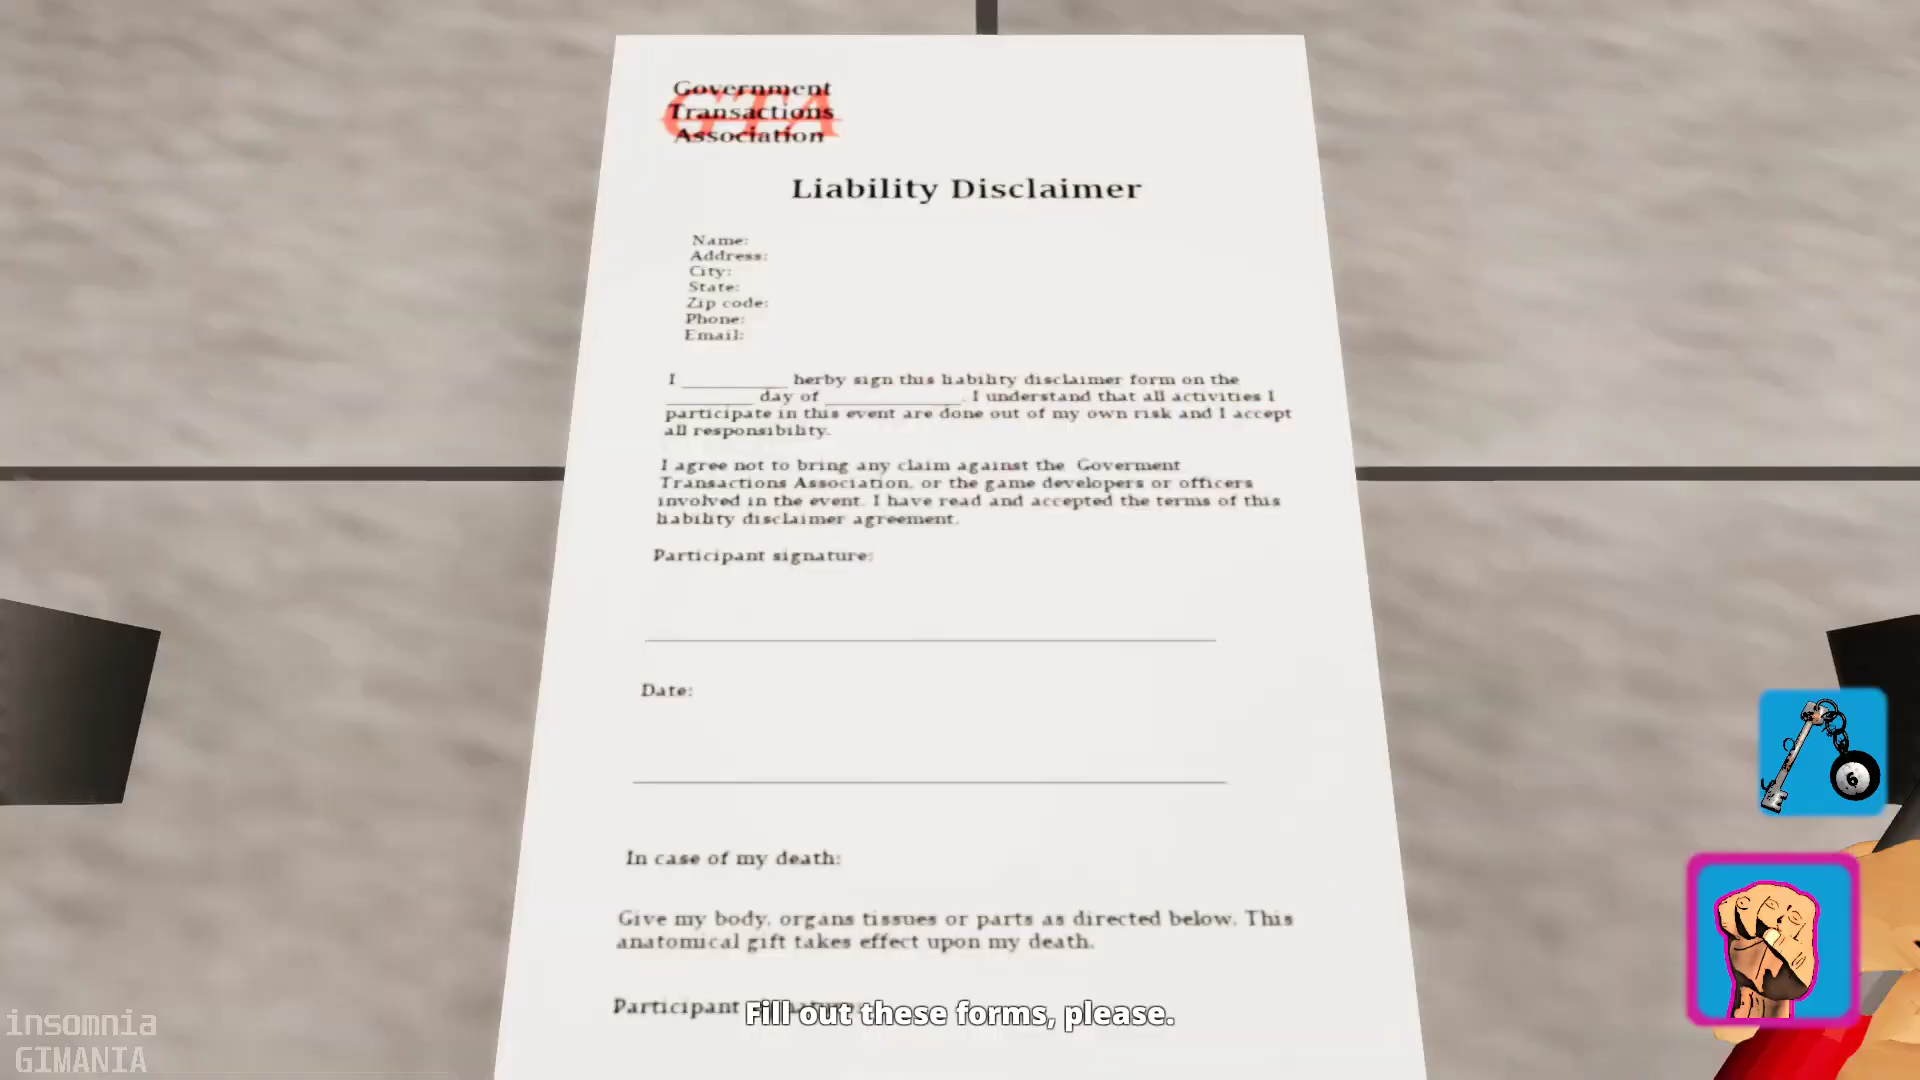 Government
Transactions
Association
GTA
Liability Disclaimer
Name:
Address:
City:
State:
Zip code:
Phone:
Email:
I __________ herby sign this liability disclaimer form on the
________ day of _____________. I understand that all activities I
participate in this event are done out of my own risk and I accept
all responsibility.
I agree not to bring any claim against the Goverment
Transactions Association, or the game developers or officers
involved in the event. I have read and accepted the terms of this
liability disclaimer agreement.
Participant signature:
Date:
In case of my death:
Give my body, organs tissues or parts as directed below. This
anatomical gift takes effect upon my death.
Participant
Fill out these forms, please.
6
insomnia
GIMANIA